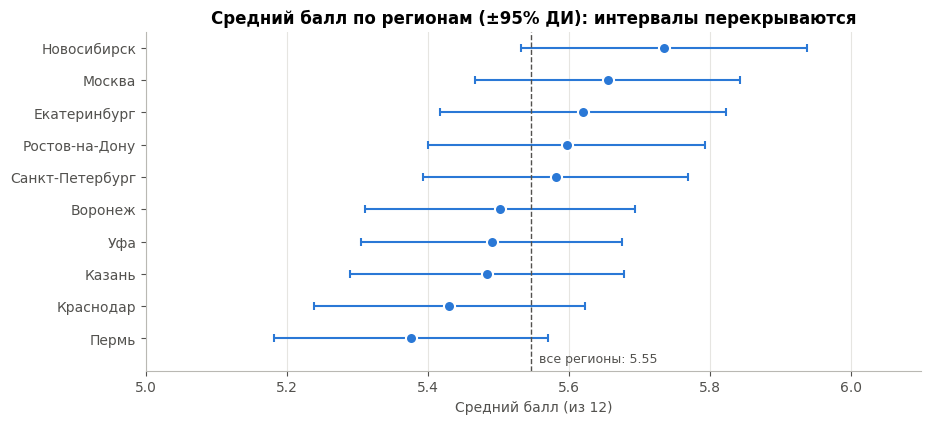 Средний балл по регионам (±95% ДИ): интервалы перекрываются
Новосибирск
Москва
Екатеринбург
Ростов-на-Дону
Санкт-Петербург
Воронеж
Уфа
Казань
Краснодар
Пермь
все регионы: 5.55
5.0 5.2 5.4 5.6 5.8 6.0
Средний балл (из 12)